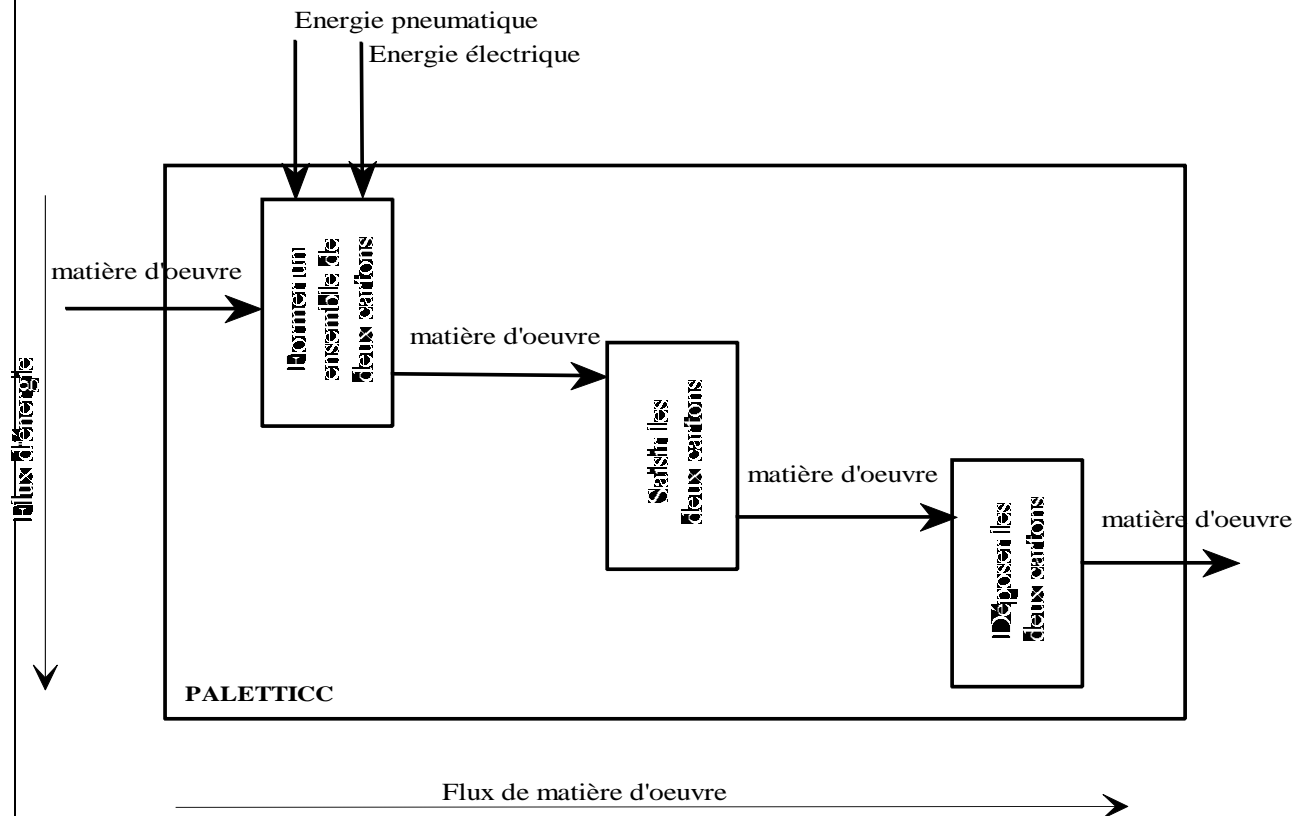 Energie pneumatique
Energie électrique
matière d'oeuvre
Former un
ensemble de
deux cartons
matière d'oeuvre
Saisir les
deux cartons
matière d'oeuvre
Déposer les
deux cartons
matière d'oeuvre
Flux d'énergie
PALETTICC
Flux de matière d'oeuvre